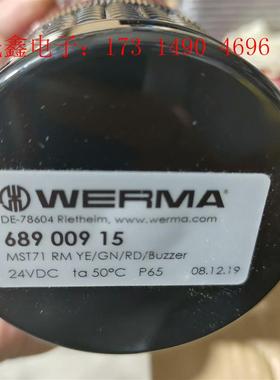 鑫电子：173 1490 4696
WERMA
DE-78604 Rietheim, www.werma.com
689 009 15
MST71 RM YE/GN/RD/Buzzer
24VDC ta 50°C P65 08.12.19